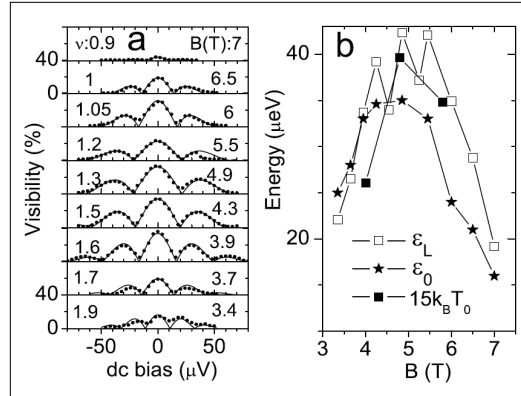 a
b
ν:0.9 B(T):7
1 6.5
1.05 6
1.2 5.5
1.3 4.9
1.5 4.3
1.6 3.9
1.7 3.7
1.9 3.4
40
0
40
0
Visibility (%)
-50 0 50
dc bias (μV)
40
20
Energy (μeV)
ε_L
ε_0
15k_BT_0
3 4 5 6 7
B (T)